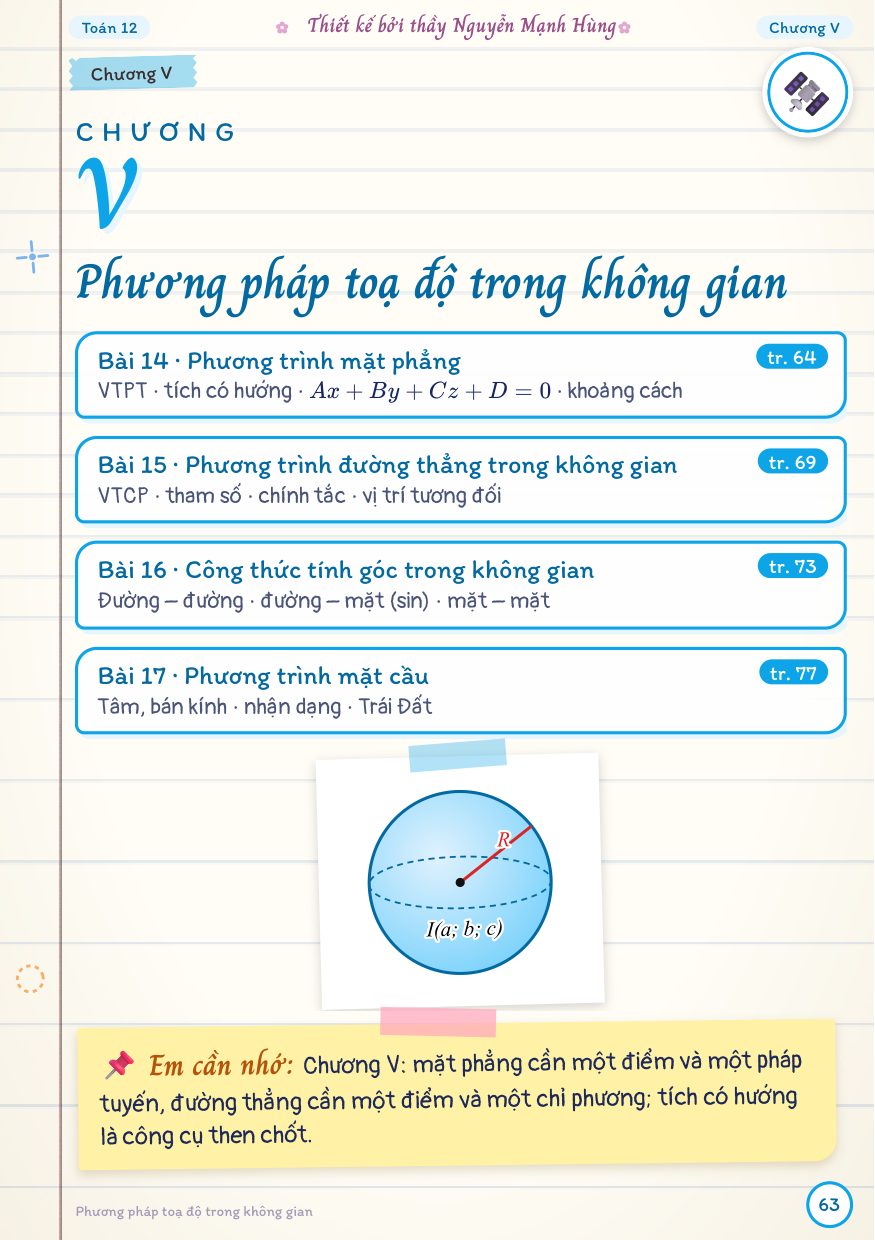 Toán 12
Thiết kế bởi thầy Nguyễn Mạnh Hùng
Chương V
Chương V
CHƯƠNG
V
Phương pháp toạ độ trong không gian
Bài 14 · Phương trình mặt phẳng
tr. 64
VTPT · tích có hướng · Ax + By + Cz + D = 0 · khoảng cách
Bài 15 · Phương trình đường thẳng trong không gian
tr. 69
VTCP · tham số · chính tắc · vị trí tương đối
Bài 16 · Công thức tính góc trong không gian
tr. 73
Đường – đường · đường – mặt (sin) · mặt – mặt
Bài 17 · Phương trình mặt cầu
tr. 77
Tâm, bán kính · nhận dạng · Trái Đất
R
I(a; b; c)
Em cần nhớ: Chương V: mặt phẳng cần một điểm và một pháp
tuyến, đường thẳng cần một điểm và một chỉ phương; tích có hướng
là công cụ then chốt.
Phương pháp toạ độ trong không gian
63